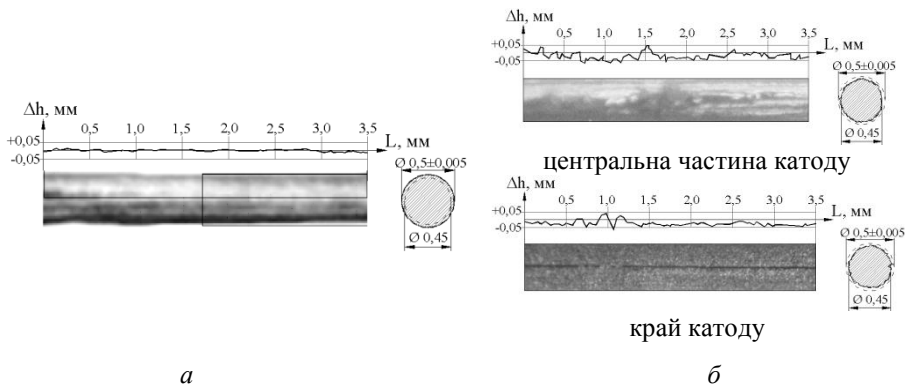 Δh, мм
+0,05
-0,05
0,5 1,0 1,5 2,0 2,5 3,0 3,5
L, мм
Ø 0,5±0,005
Ø 0,45
а
Δh, мм
+0,05
-0,05
0,5 1,0 1,5 2,0 2,5 3,0 3,5
L, мм
Ø 0,5±0,005
Ø 0,45
центральна частина катоду
Δh, мм
+0,05
-0,05
0,5 1,0 1,5 2,0 2,5 3,0 3,5
L, мм
Ø 0,5±0,005
Ø 0,45
край катоду
б